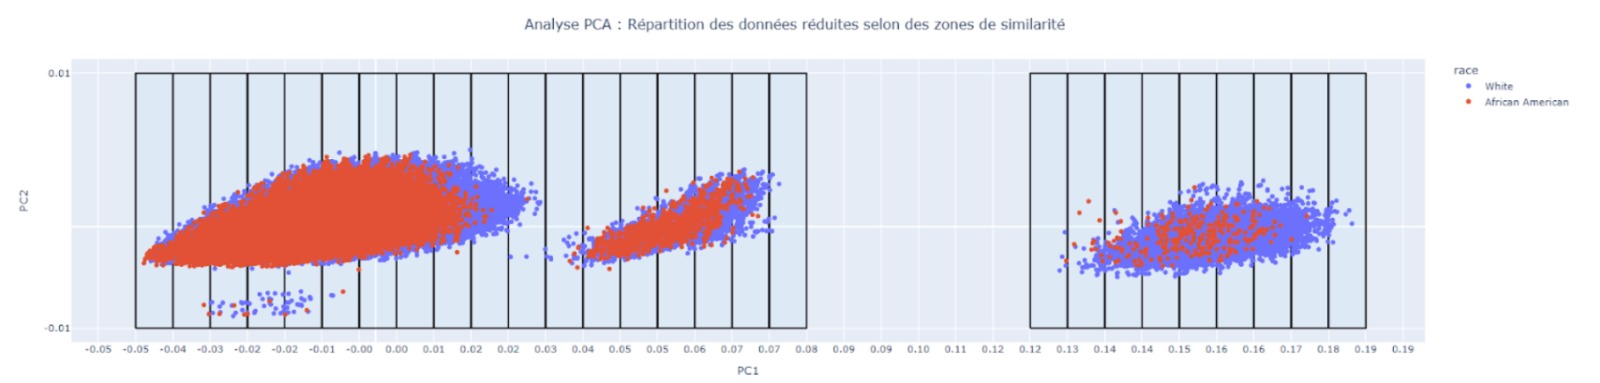 Analyse PCA : Répartition des données réduites selon des zones de similarité
race
White
African American
0.01
PC2
-0.01
-0.05 -0.05 -0.04 -0.03 -0.02 -0.02 -0.01 -0.00 0.00 0.01 0.02 0.02 0.03 0.04 0.05 0.05 0.06 0.07 0.07 0.08 0.09 0.10 0.10 0.11 0.12 0.12 0.13 0.14 0.14 0.15 0.16 0.16 0.17 0.18 0.19 0.19
PC1